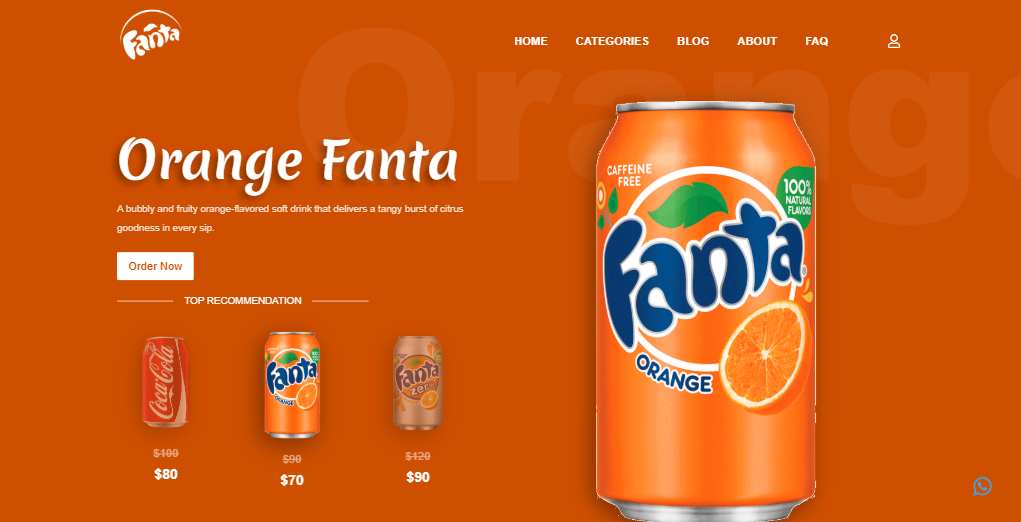 Fanta
HOME CATEGORIES BLOG ABOUT FAQ
Orange
Orange Fanta
A bubbly and fruity orange-flavored soft drink that delivers a tangy burst of citrus
goodness in every sip.
Order Now
TOP RECOMMENDATION
Coca-Cola
Fanta
ORANGE
Fanta
zero
$100
$80
$90
$70
$120
$90
CAFFEINE
FREE
100%
NATURAL
FLAVORS
Fanta®
ORANGE